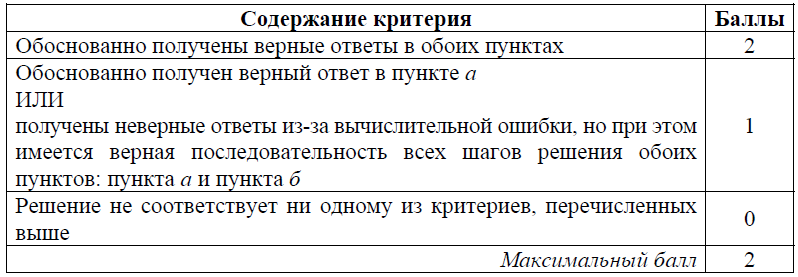 Содержание критерия Баллы
Обоснованно получены верные ответы в обоих пунктах 2
Обоснованно получен верный ответ в пункте а
ИЛИ
получены неверные ответы из-за вычислительной ошибки, но при этом
имеется верная последовательность всех шагов решения обоих
пунктов: пункта а и пункта б
1
Решение не соответствует ни одному из критериев, перечисленных
выше
0
Максимальный балл 2